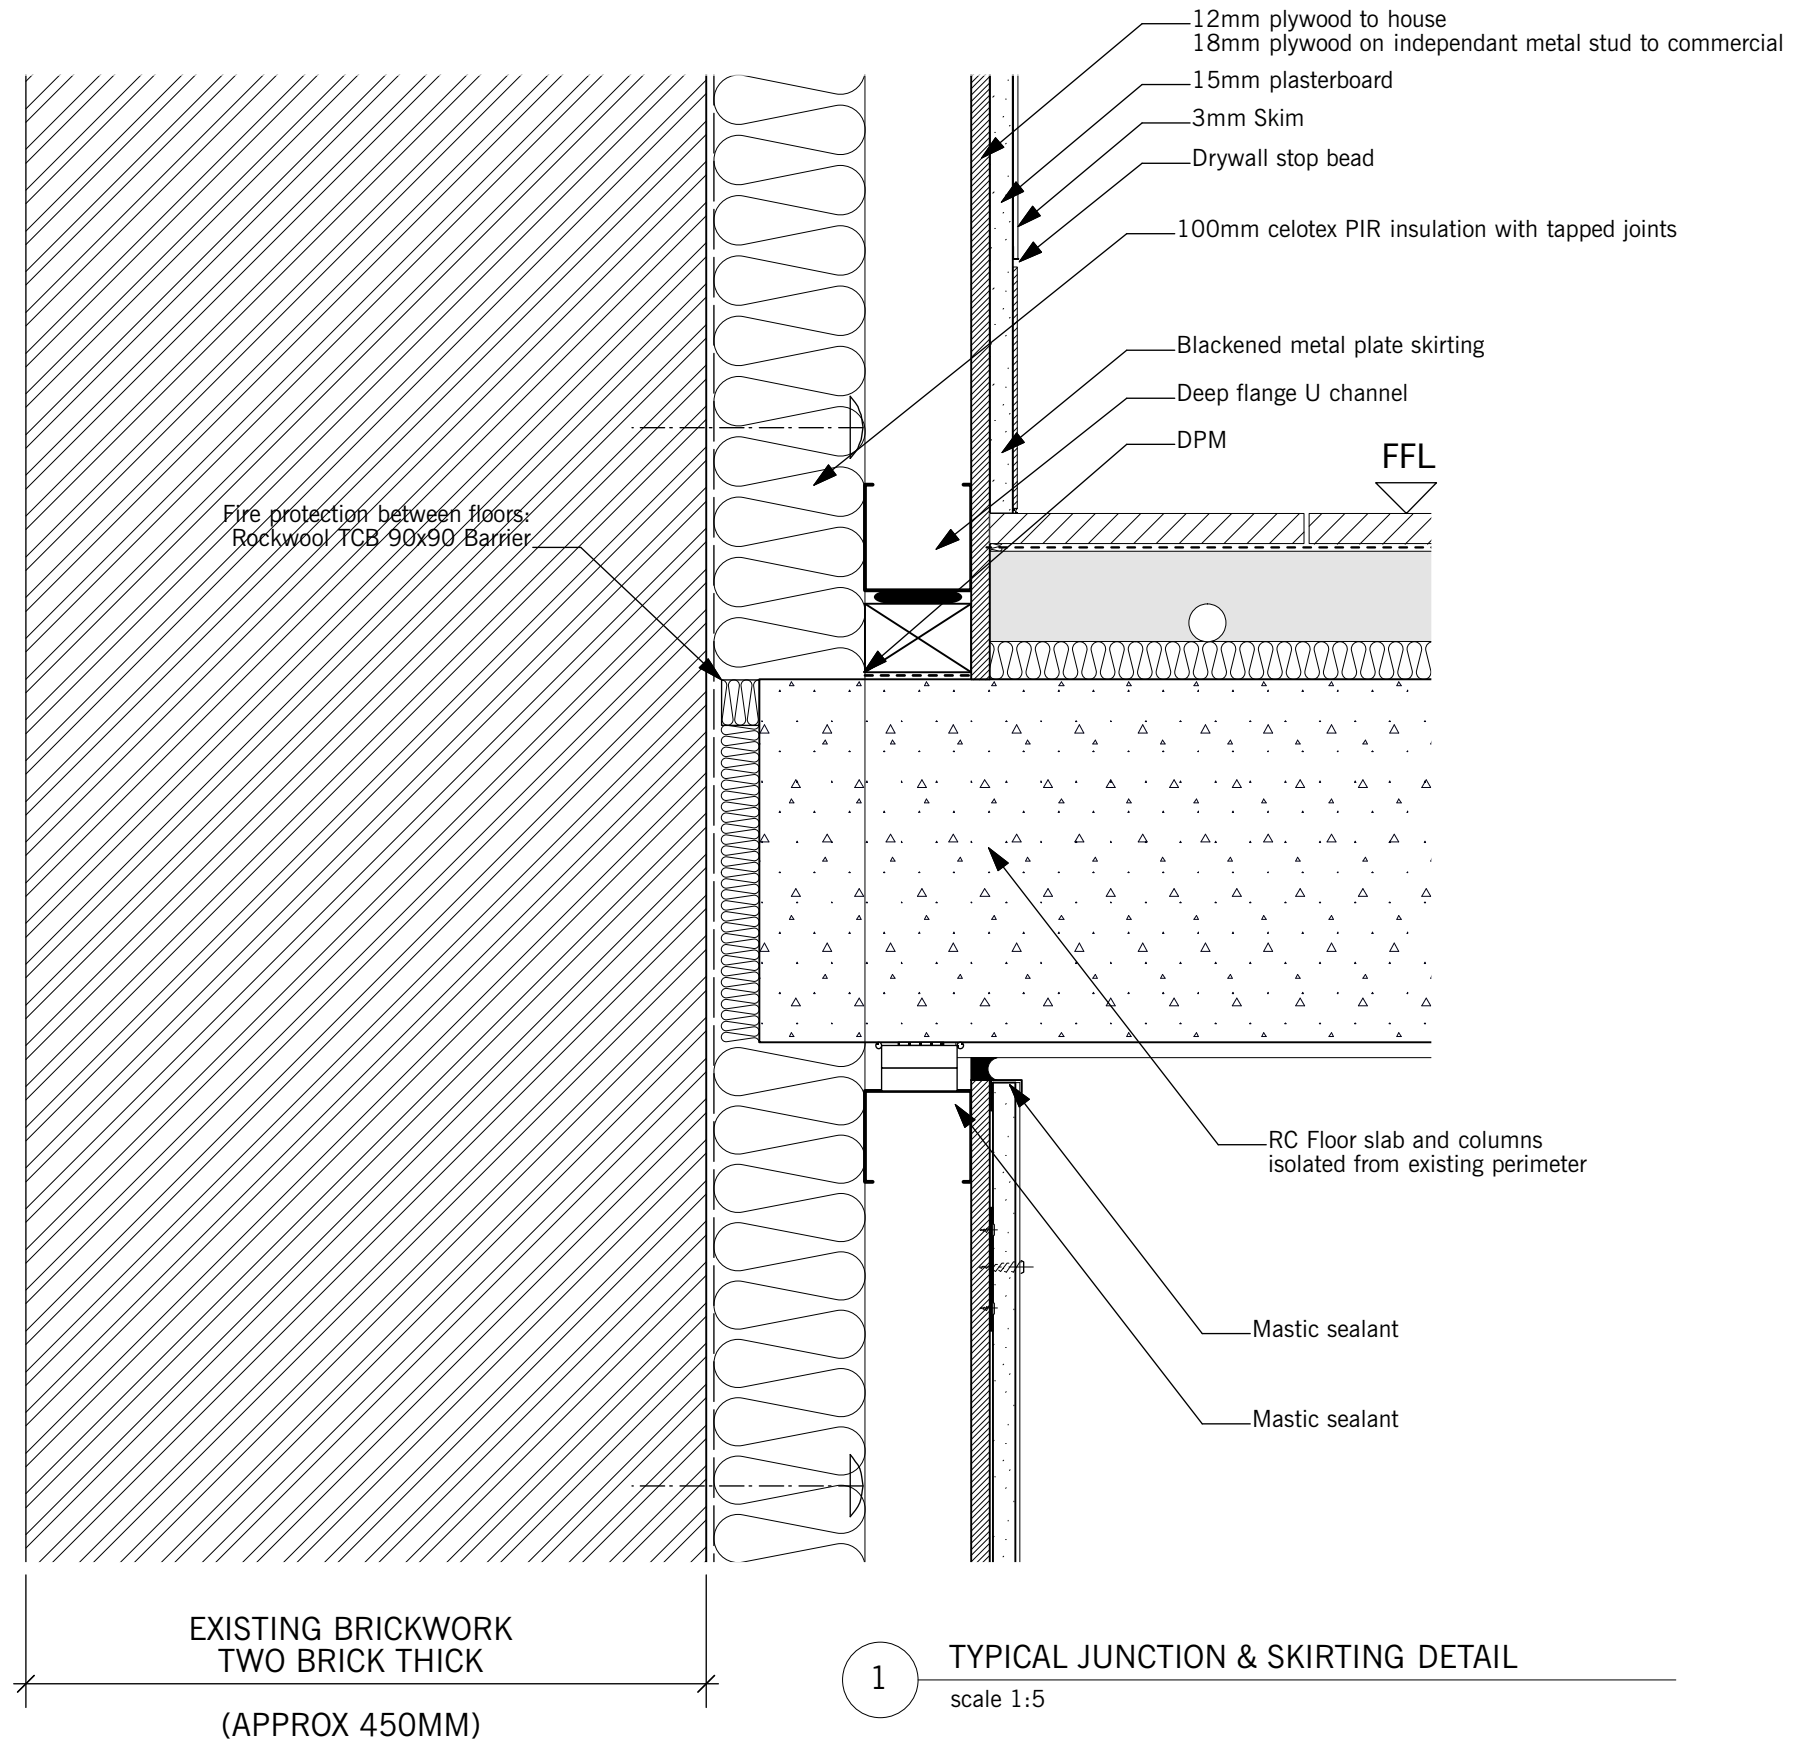 12mm plywood to house
18mm plywood on independant metal stud to commercial
15mm plasterboard
3mm Skim
Drywall stop bead
100mm celotex PIR insulation with tapped joints
Blackened metal plate skirting
Deep flange U channel
DPM
FFL
Fire protection between floors:
Rockwool TCB 90x90 Barrier
RC Floor slab and columns
isolated from existing perimeter
Mastic sealant
Mastic sealant
EXISTING BRICKWORK
TWO BRICK THICK
(APPROX 450MM)
1
TYPICAL JUNCTION & SKIRTING DETAIL
scale 1:5